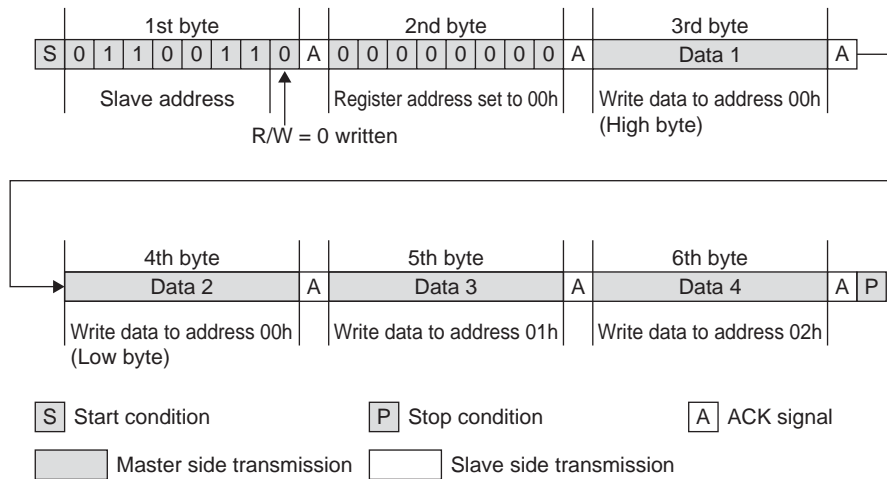 1st byte 2nd byte 3rd byte
S 0 1 1 0 0 1 1 0 A 0 0 0 0 0 0 0 0 A Data 1 A
Slave address Register address set to 00h Write data to address 00h
(High byte)
R/W = 0 written
4th byte 5th byte 6th byte
Data 2 A Data 3 A Data 4 A P
Write data to address 00h Write data to address 01h Write data to address 02h
(Low byte)
S Start condition P Stop condition A ACK signal
Master side transmission Slave side transmission